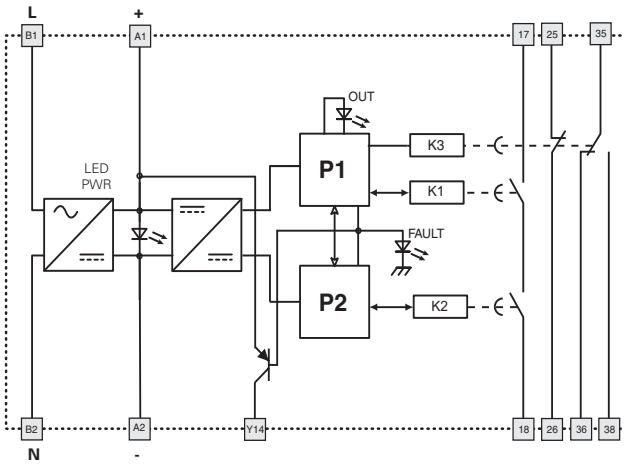 L
+
B1
A1
17
25
35
OUT
LED
PWR
P1
K3
K1
FAULT
P2
K2
B2
A2
Y14
18
26
36
38
N
-